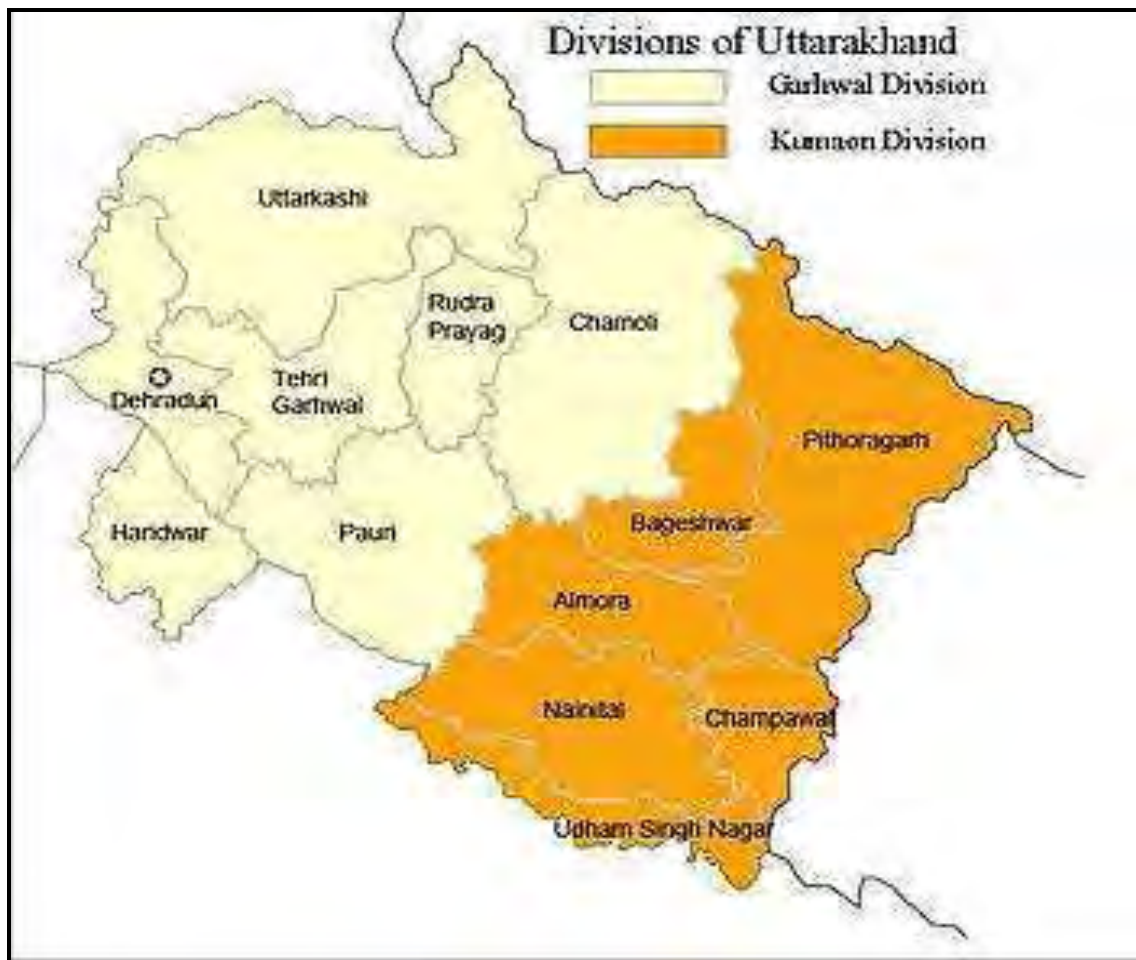 Divisions of Uttarakhand
Garhwal Division
Kumaon Division
Uttarkashi
Rudra
Prayag
Chamoli
Tehri
Garhwal
Dehradun
Pithoragarh
Haridwar
Pauri
Bageshwar
Almora
Nainital
Champawat
Udham Singh Nagar